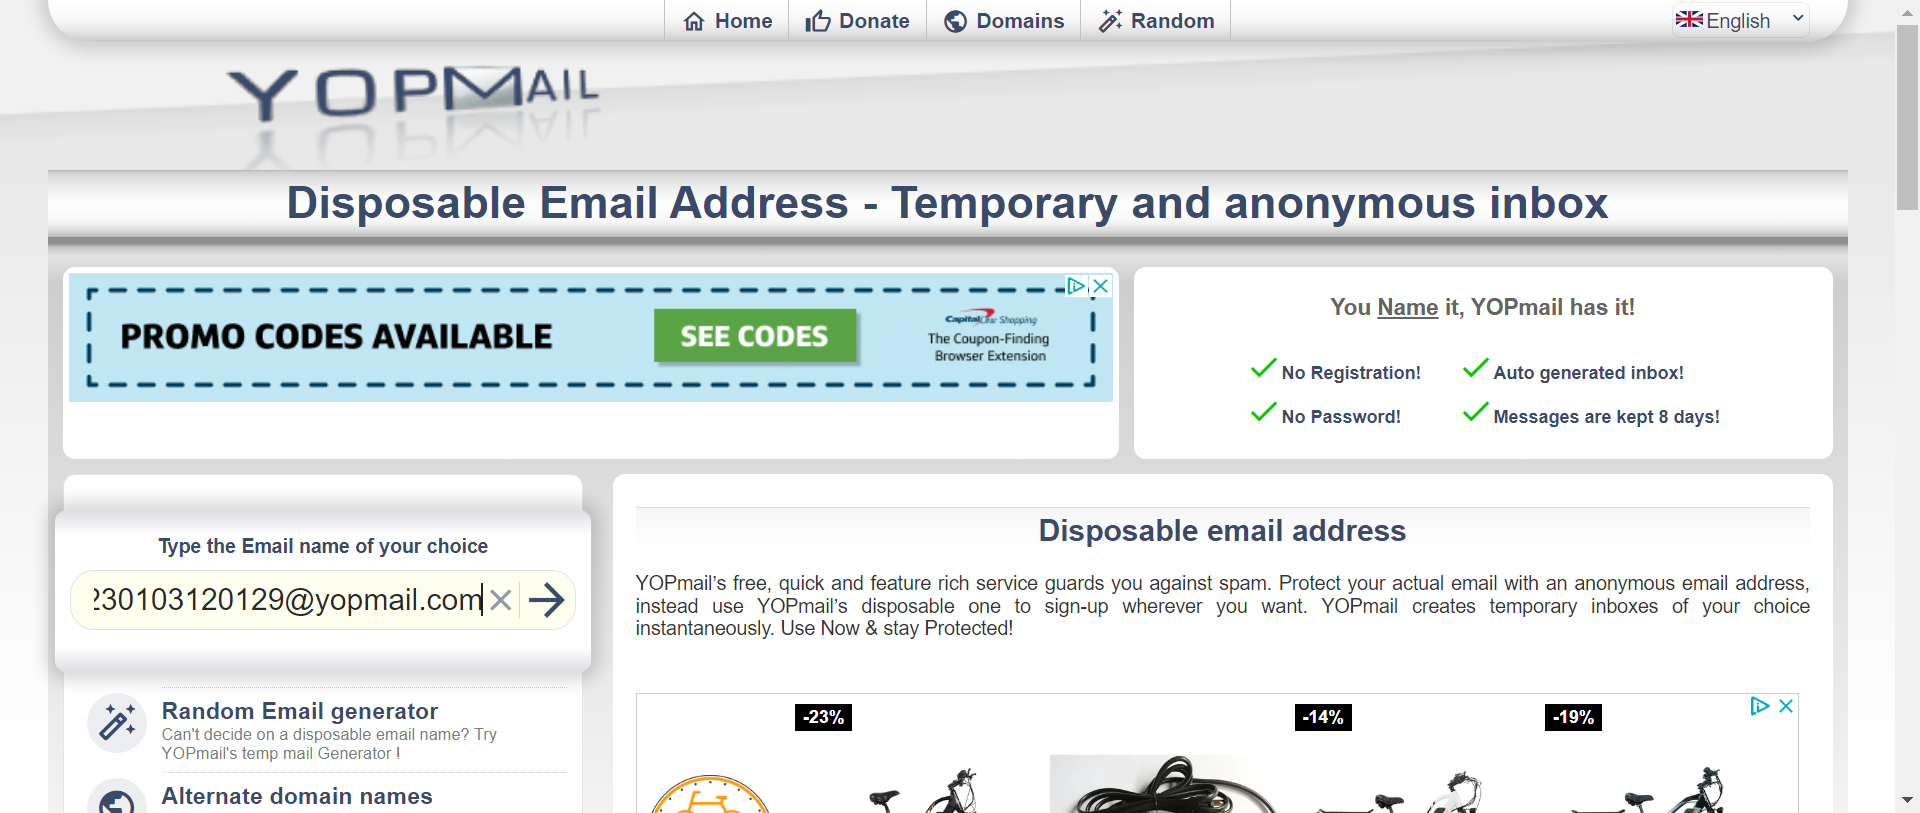 Home
Donate
Domains
Random
English
YOPMAIL
Disposable Email Address - Temporary and anonymous inbox
PROMO CODES AVAILABLE
SEE CODES
CapitalOne Shopping
The Coupon-Finding
Browser Extension
You Name it, YOPmail has it!
No Registration!
Auto generated inbox!
No Password!
Messages are kept 8 days!
Type the Email name of your choice
230103120129@yopmail.com
Random Email generator
Can't decide on a disposable email name? Try
YOPmail's temp mail Generator !
Alternate domain names
Disposable email address
YOPmail’s free, quick and feature rich service guards you against spam. Protect your actual email with an anonymous email address,
instead use YOPmail’s disposable one to sign-up wherever you want. YOPmail creates temporary inboxes of your choice
instantaneously. Use Now & stay Protected!
-23%
-14%
-19%